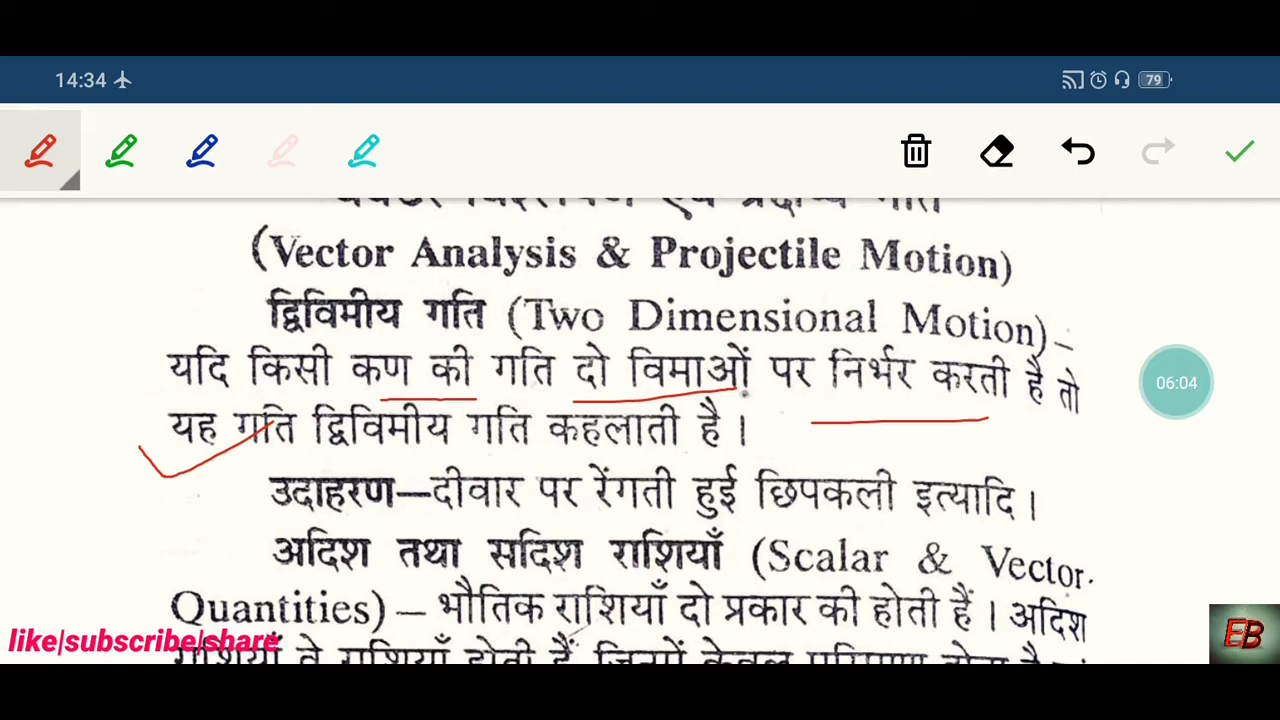 14:34
79
(Vector Analysis & Projectile Motion)
द्विविमीय गति (Two Dimensional Motion)–
यदि किसी कण की गति दो विमाओं पर निर्भर करती है तो
06:04
यह गति द्विविमीय गति कहलाती है।
उदाहरण–दीवार पर रेंगती हुई छिपकली इत्यादि।
अदिश तथा सदिश राशियाँ (Scalar & Vector
Quantities) – भौतिक राशियाँ दो प्रकार की होती हैं। अदिश
like|subscribe|share
EB